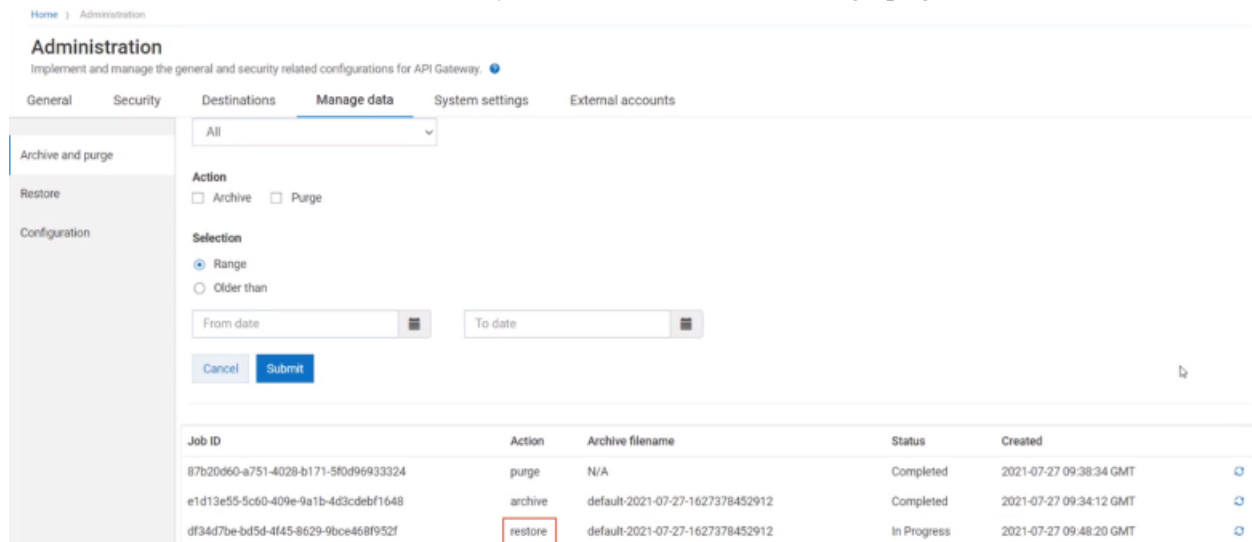 Home > Administration
Administration
Implement and manage the general and security related configurations for API Gateway.
General Security Destinations Manage data System settings External accounts
All
Archive and purge
Restore
Configuration
Action
Archive Purge
Selection
Range
Older than
From date To date
Cancel Submit
Job ID Action Archive filename Status Created
87b20d60-a751-4028-b171-5f0d96933324 purge N/A Completed 2021-07-27 09:38:34 GMT
e1d13e55-5c60-409e-9a1b-4d3cdebf1648 archive default-2021-07-27-1627378452912 Completed 2021-07-27 09:34:12 GMT
df34d7be-bd5d-4f45-8629-9bce468f952f restore default-2021-07-27-1627378452912 In Progress 2021-07-27 09:48:20 GMT